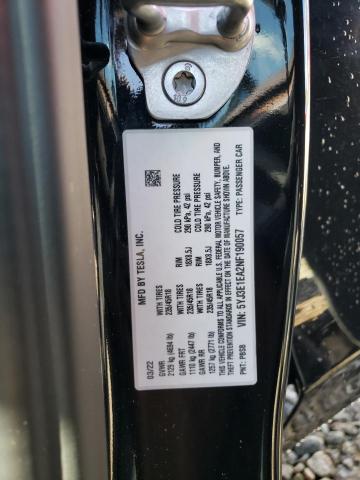 MFD BY TESLA, INC.
03/22
GVWR
2125 kg (4684 lb)
GAWR FRT
1110 kg (2447 lb)
GAWR RR
1257 kg (2771 lb)
WITH TIRES
235/45R18
WITH TIRES
235/45R18
RIM
18X8.5J
RIM
18X8.5J
COLD TIRE PRESSURE
290 kPa, 42 psi
COLD TIRE PRESSURE
290 kPa, 42 psi
THIS VEHICLE CONFORMS TO ALL APPLICABLE U.S. FEDERAL MOTOR VEHICLE SAFETY, BUMPER, AND
THEFT PREVENTION STANDARDS IN EFFECT ON THE DATE OF MANUFACTURE SHOWN ABOVE.
VIN: 5YJ3E1EA2NF190057
TYPE: PASSENGER CAR
PNT: PBSB